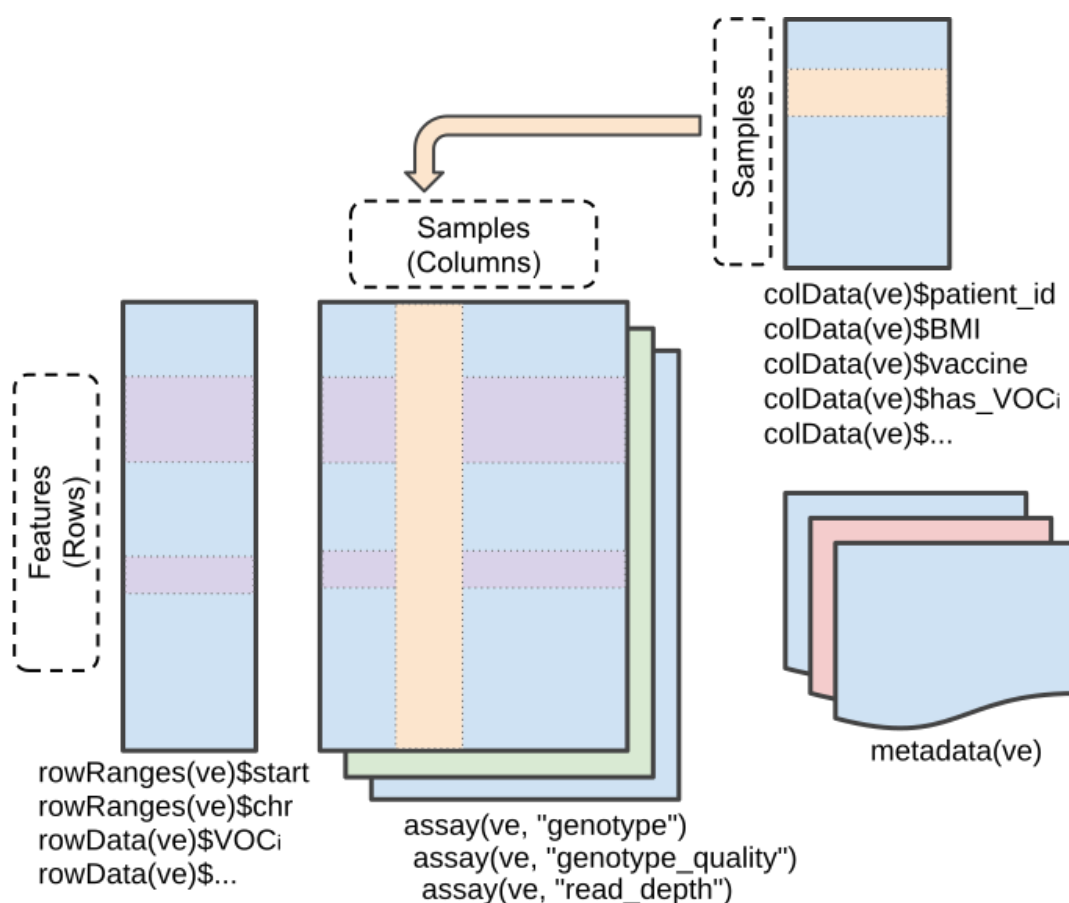 Samples
Samples
(Columns)
colData(ve)$patient_id
colData(ve)$BMI
colData(ve)$vaccine
colData(ve)$has_VOCi
colData(ve)$...
Features
(Rows)
metadata(ve)
rowRanges(ve)$start
rowRanges(ve)$chr
rowData(ve)$VOCi
rowData(ve)$...
assay(ve, "genotype")
assay(ve, "genotype_quality")
assay(ve, "read_depth")